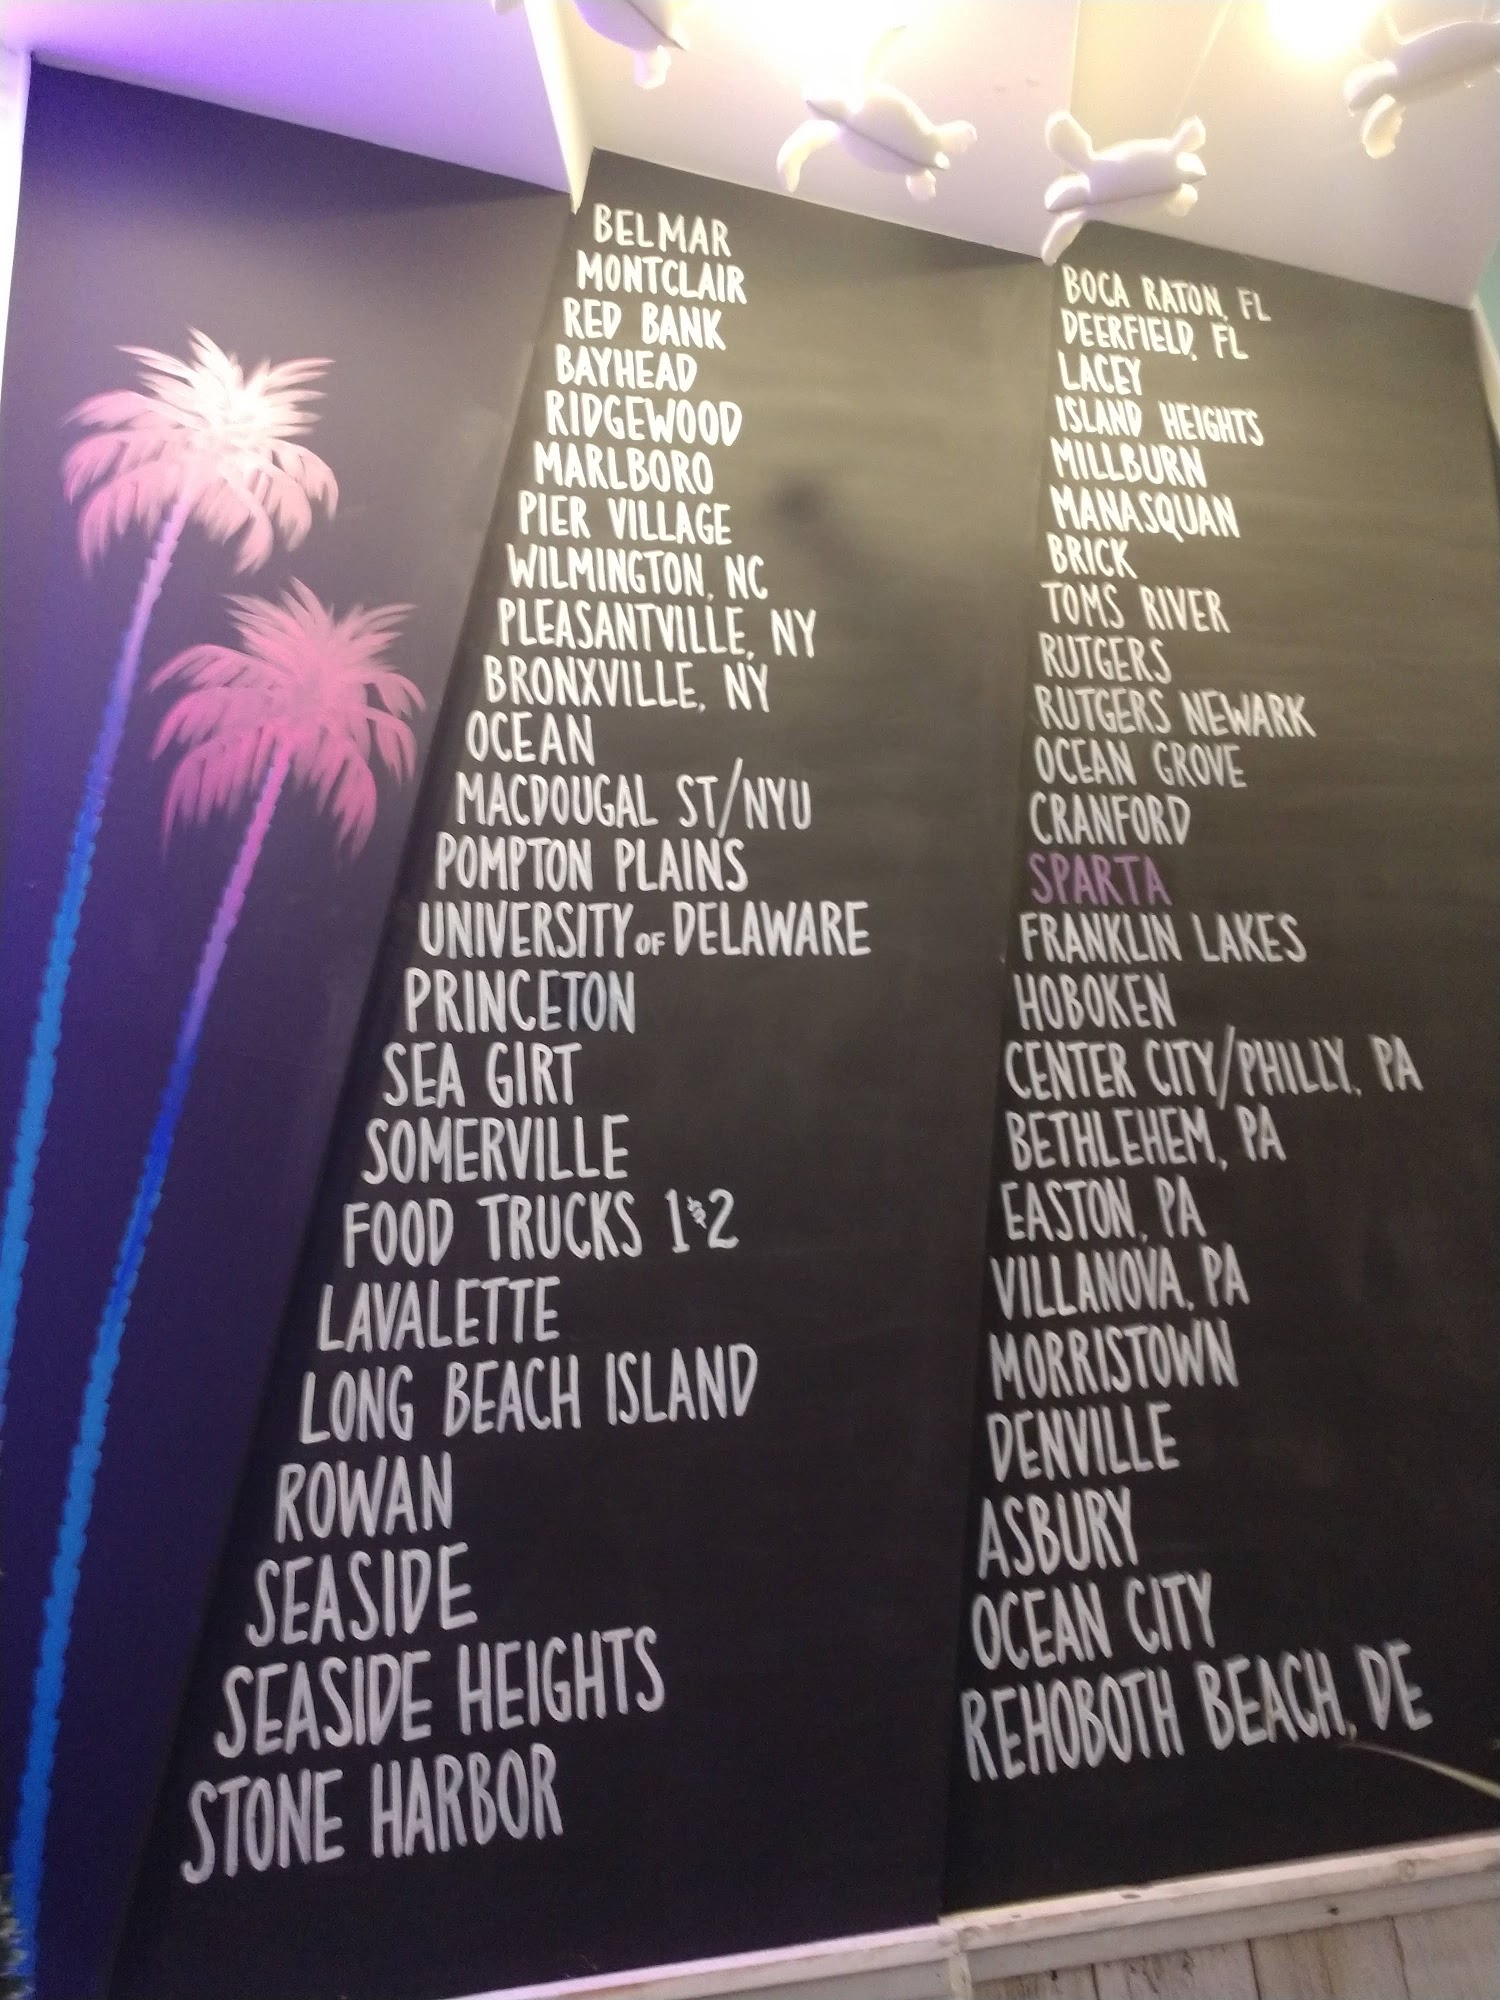 BELMAR
MONTCLAIR
RED BANK
BAYHEAD
RIDGEWOOD
MARLBORO
PIER VILLAGE
WILMINGTON, NC
PLEASANTVILLE, NY
BRONXVILLE, NY
OCEAN
MACDOUGAL ST/NYU
POMPTON PLAINS
UNIVERSITY OF DELAWARE
PRINCETON
SEA GIRT
SOMERVILLE
FOOD TRUCKS 1&2
LAVALETTE
LONG BEACH ISLAND
ROWAN
SEASIDE
SEASIDE HEIGHTS
STONE HARBOR
BOCA RATON, FL
DEERFIELD, FL
LACEY
ISLAND HEIGHTS
MILLBURN
MANASQUAN
BRICK
TOMS RIVER
RUTGERS
RUTGERS NEWARK
OCEAN GROVE
CRANFORD
SPARTA
FRANKLIN LAKES
HOBOKEN
CENTER CITY/PHILLY, PA
BETHLEHEM, PA
EASTON, PA
VILLANOVA, PA
MORRISTOWN
DENVILLE
ASBURY
OCEAN CITY
REHOBOTH BEACH, DE